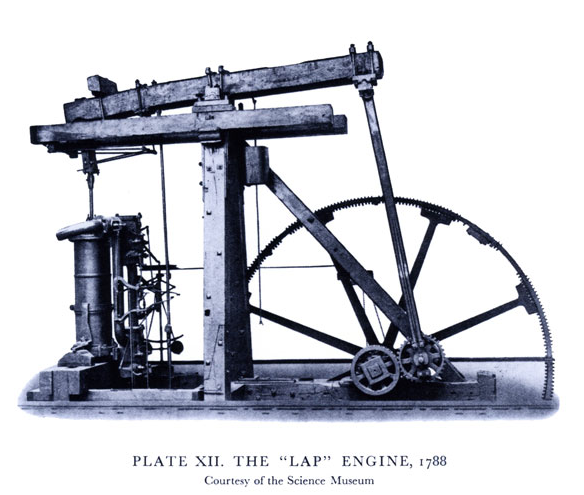 PLATE XII. THE “LAP” ENGINE, 1788
Courtesy of the Science Museum